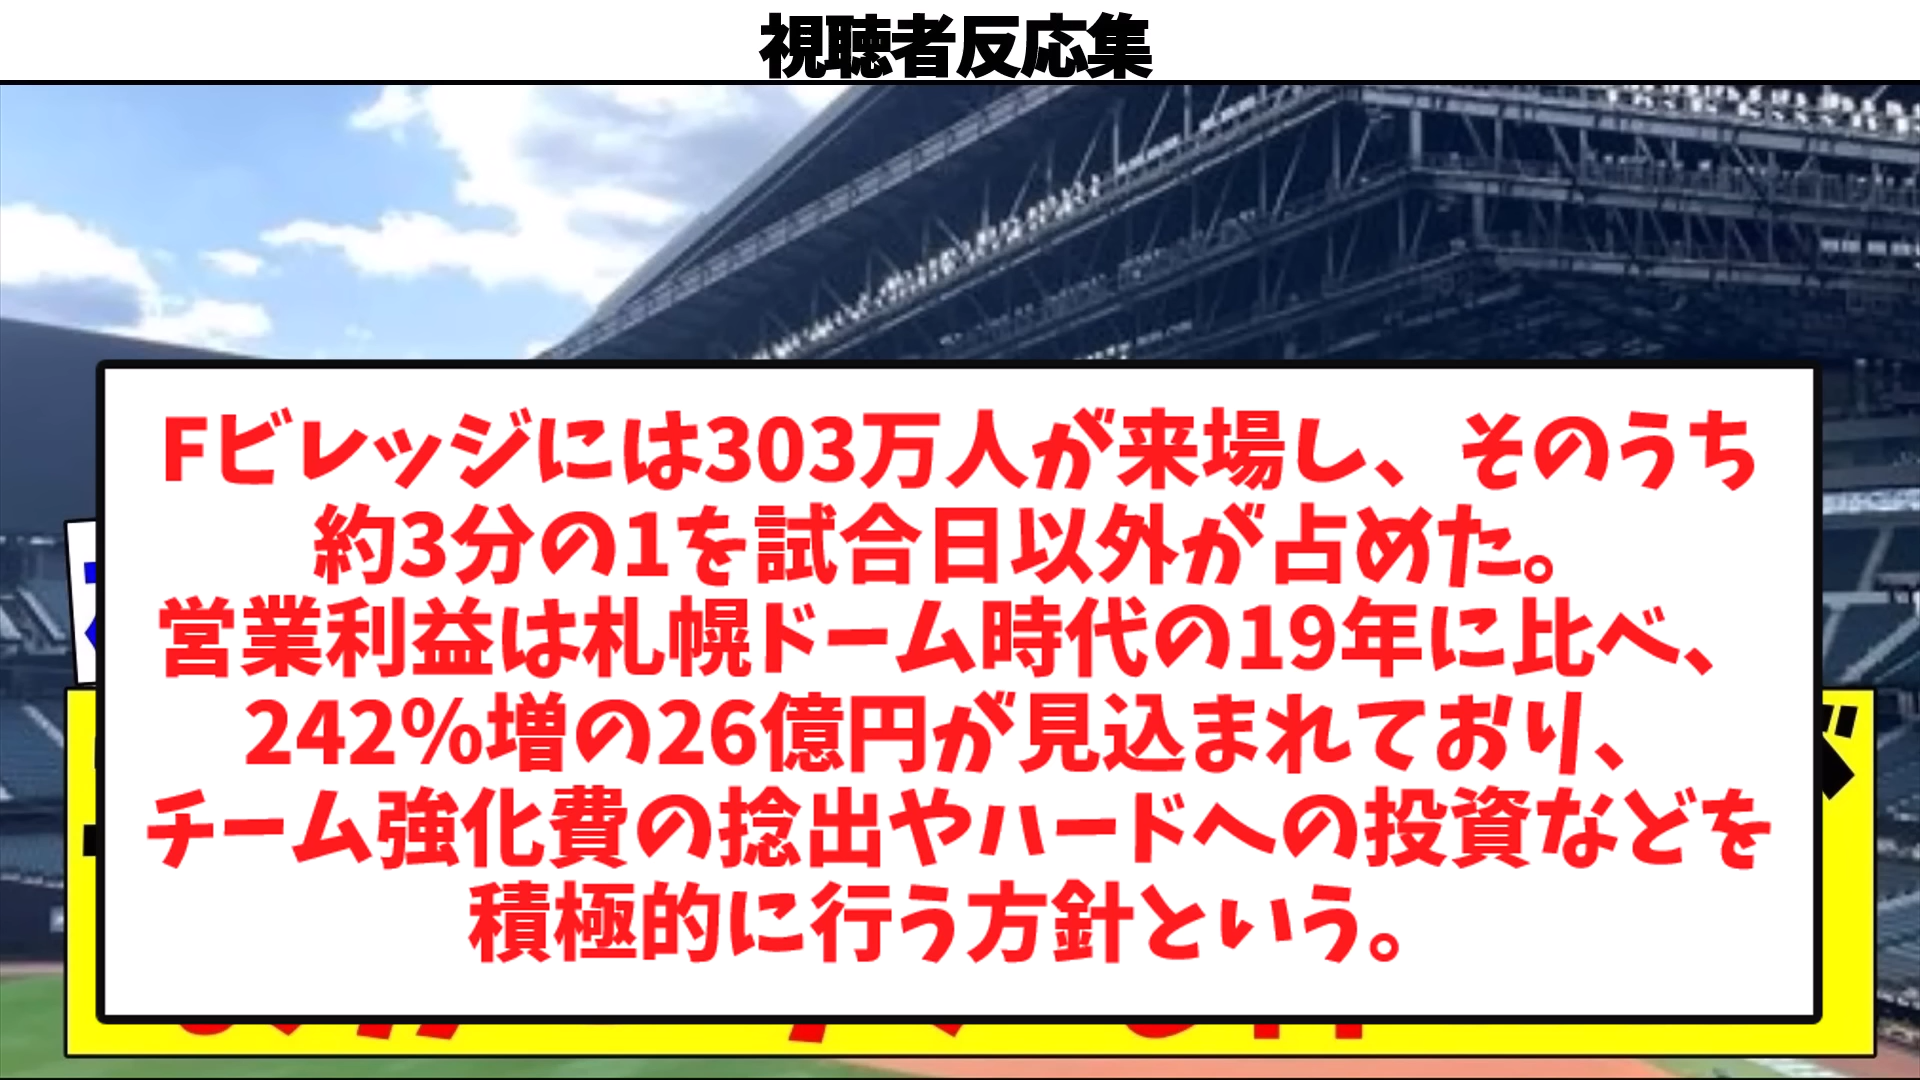 視聴者反応集
Fビレッジには303万人が来場し、そのうち
約3分の1を試合日以外が占めた。
営業利益は札幌ドーム時代の19年に比べ、
242%増の26億円が見込まれており、
チーム強化費の捻出やハードへの投資などを
積極的に行う方針という。